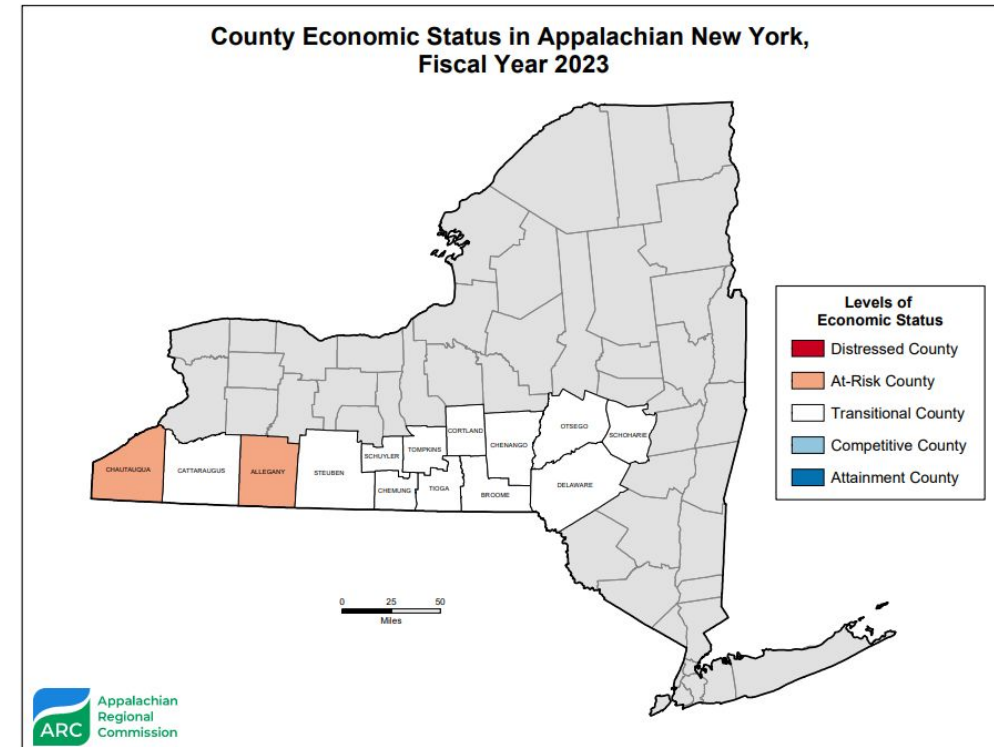 County Economic Status in Appalachian New York,
Fiscal Year 2023
Levels of
Economic Status
Distressed County
At-Risk County
Transitional County
Competitive County
Attainment County
CHAUTAUQUA
CATTARAUGUS
ALLEGANY
STEUBEN
SCHUYLER
CHEMUNG
TOMPKINS
TIOGA
CORTLAND
BROOME
CHENANGO
OTSEGO
DELAWARE
SCHOHARIE
0 25 50
Miles
ARC
Appalachian
Regional
Commission